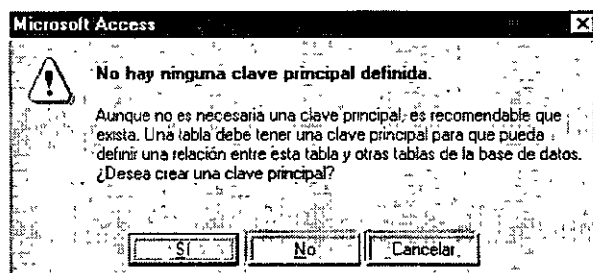 Microsoft Access
No hay ninguna clave principal definida.
Aunque no es necesaria una clave principal, es recomendable que
exista. Una tabla debe tener una clave principal para que pueda
definir una relación entre esta tabla y otras tablas de la base de datos.
¿Desea crear una clave principal?
Sí No Cancelar